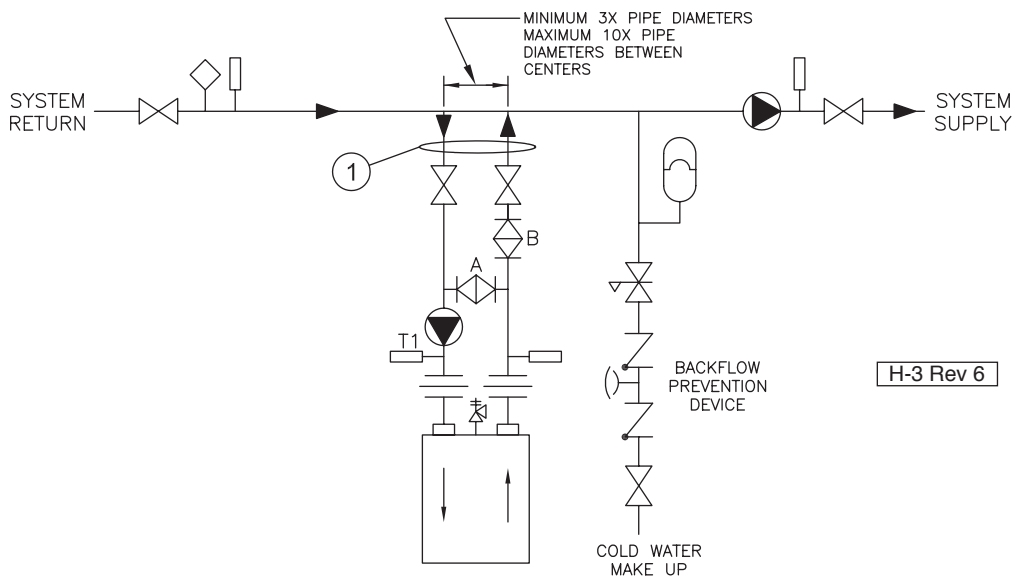 MINIMUM 3X PIPE DIAMETERS
MAXIMUM 10X PIPE
DIAMETERS BETWEEN
CENTERS
SYSTEM
RETURN
SYSTEM
SUPPLY
1
B
A
T1
BACKFLOW
PREVENTION
DEVICE
H-3 Rev 6
COLD WATER
MAKE UP